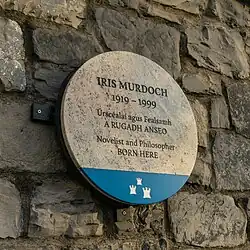 IRIS MURDOCH
1919 – 1999
Úrscéalaí agus Fealsamh
A RUGADH ANSEO
Novelist and Philosopher
BORN HERE